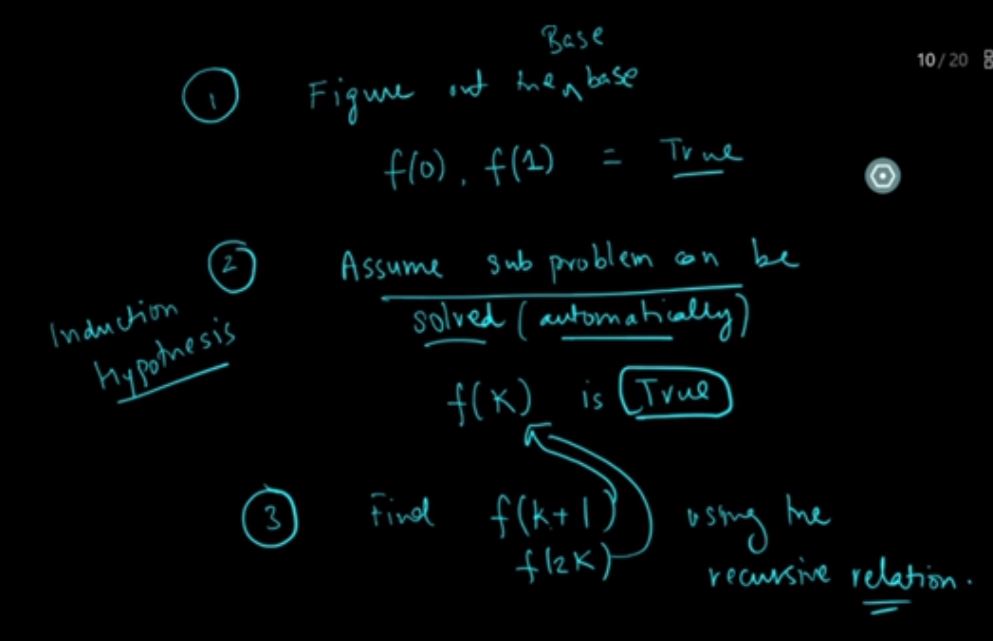 Base
10/20
1 Figure out the base
f(0), f(1) = True
2 Assume sub problem can be
solved (automatically)
Induction
Hypothesis
f(k) is True
3 Find f(k+1) using the
f(2k)
recursive relation.